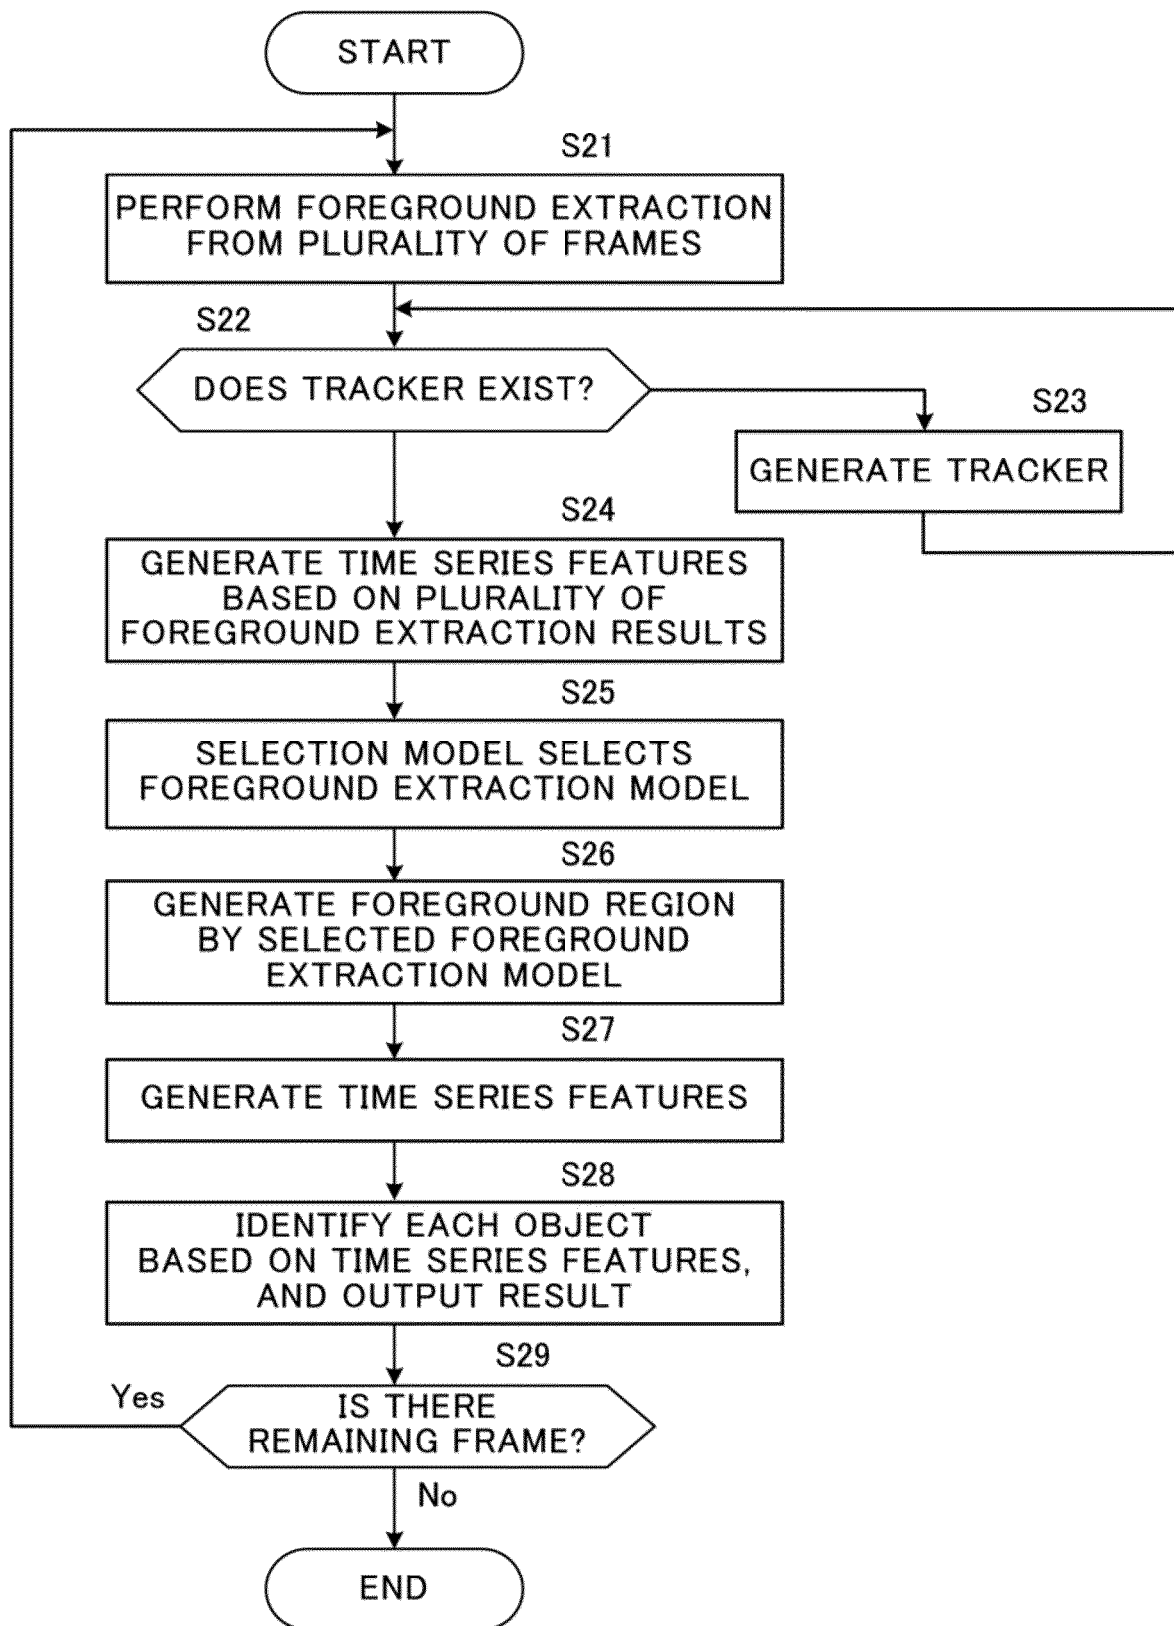 START
S21
PERFORM FOREGROUND EXTRACTION
FROM PLURALITY OF FRAMES
S22
DOES TRACKER EXIST?
S23
GENERATE TRACKER
S24
GENERATE TIME SERIES FEATURES
BASED ON PLURALITY OF
FOREGROUND EXTRACTION RESULTS
S25
SELECTION MODEL SELECTS
FOREGROUND EXTRACTION MODEL
S26
GENERATE FOREGROUND REGION
BY SELECTED FOREGROUND
EXTRACTION MODEL
S27
GENERATE TIME SERIES FEATURES
S28
IDENTIFY EACH OBJECT
BASED ON TIME SERIES FEATURES,
AND OUTPUT RESULT
S29
Yes
IS THERE
REMAINING FRAME?
No
END